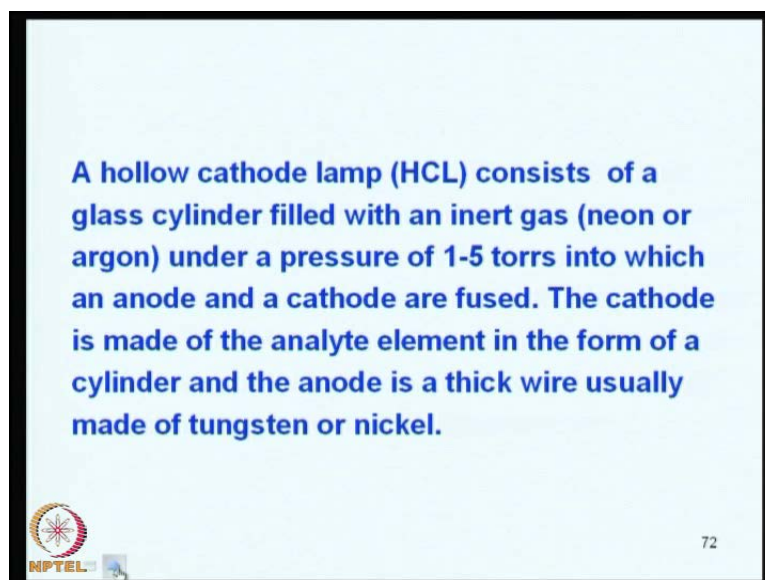 A hollow cathode lamp (HCL) consists of a
glass cylinder filled with an inert gas (neon or
argon) under a pressure of 1-5 torrs into which
an anode and a cathode are fused. The cathode
is made of the analyte element in the form of a
cylinder and the anode is a thick wire usually
made of tungsten or nickel.
72
NPTEL